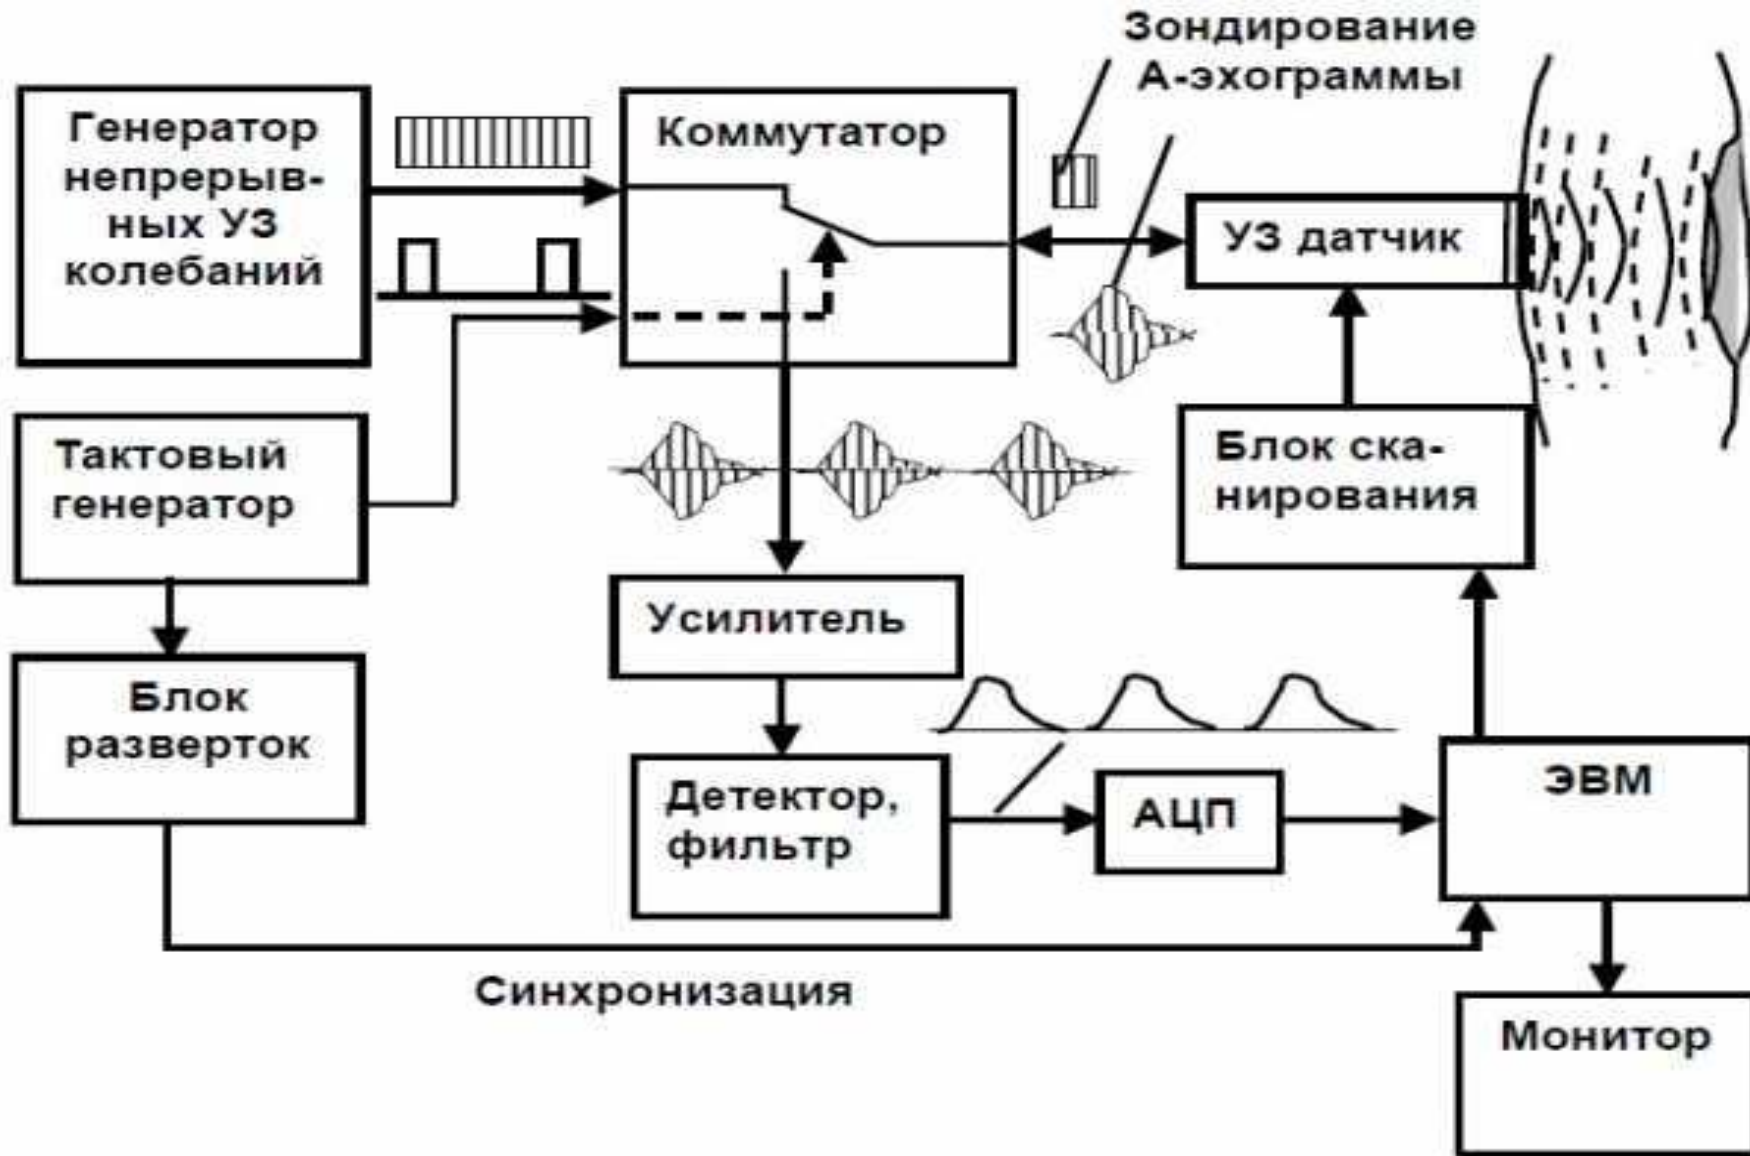 Зондирование
А-эхограммы
Генератор
непрерыв-
ных УЗ
колебаний
Коммутатор
УЗ датчик
Тактовый
генератор
Блок ска-
нирования
Усилитель
Блок
разверток
Детектор,
фильтр
АЦП
ЭВМ
Синхронизация
Монитор